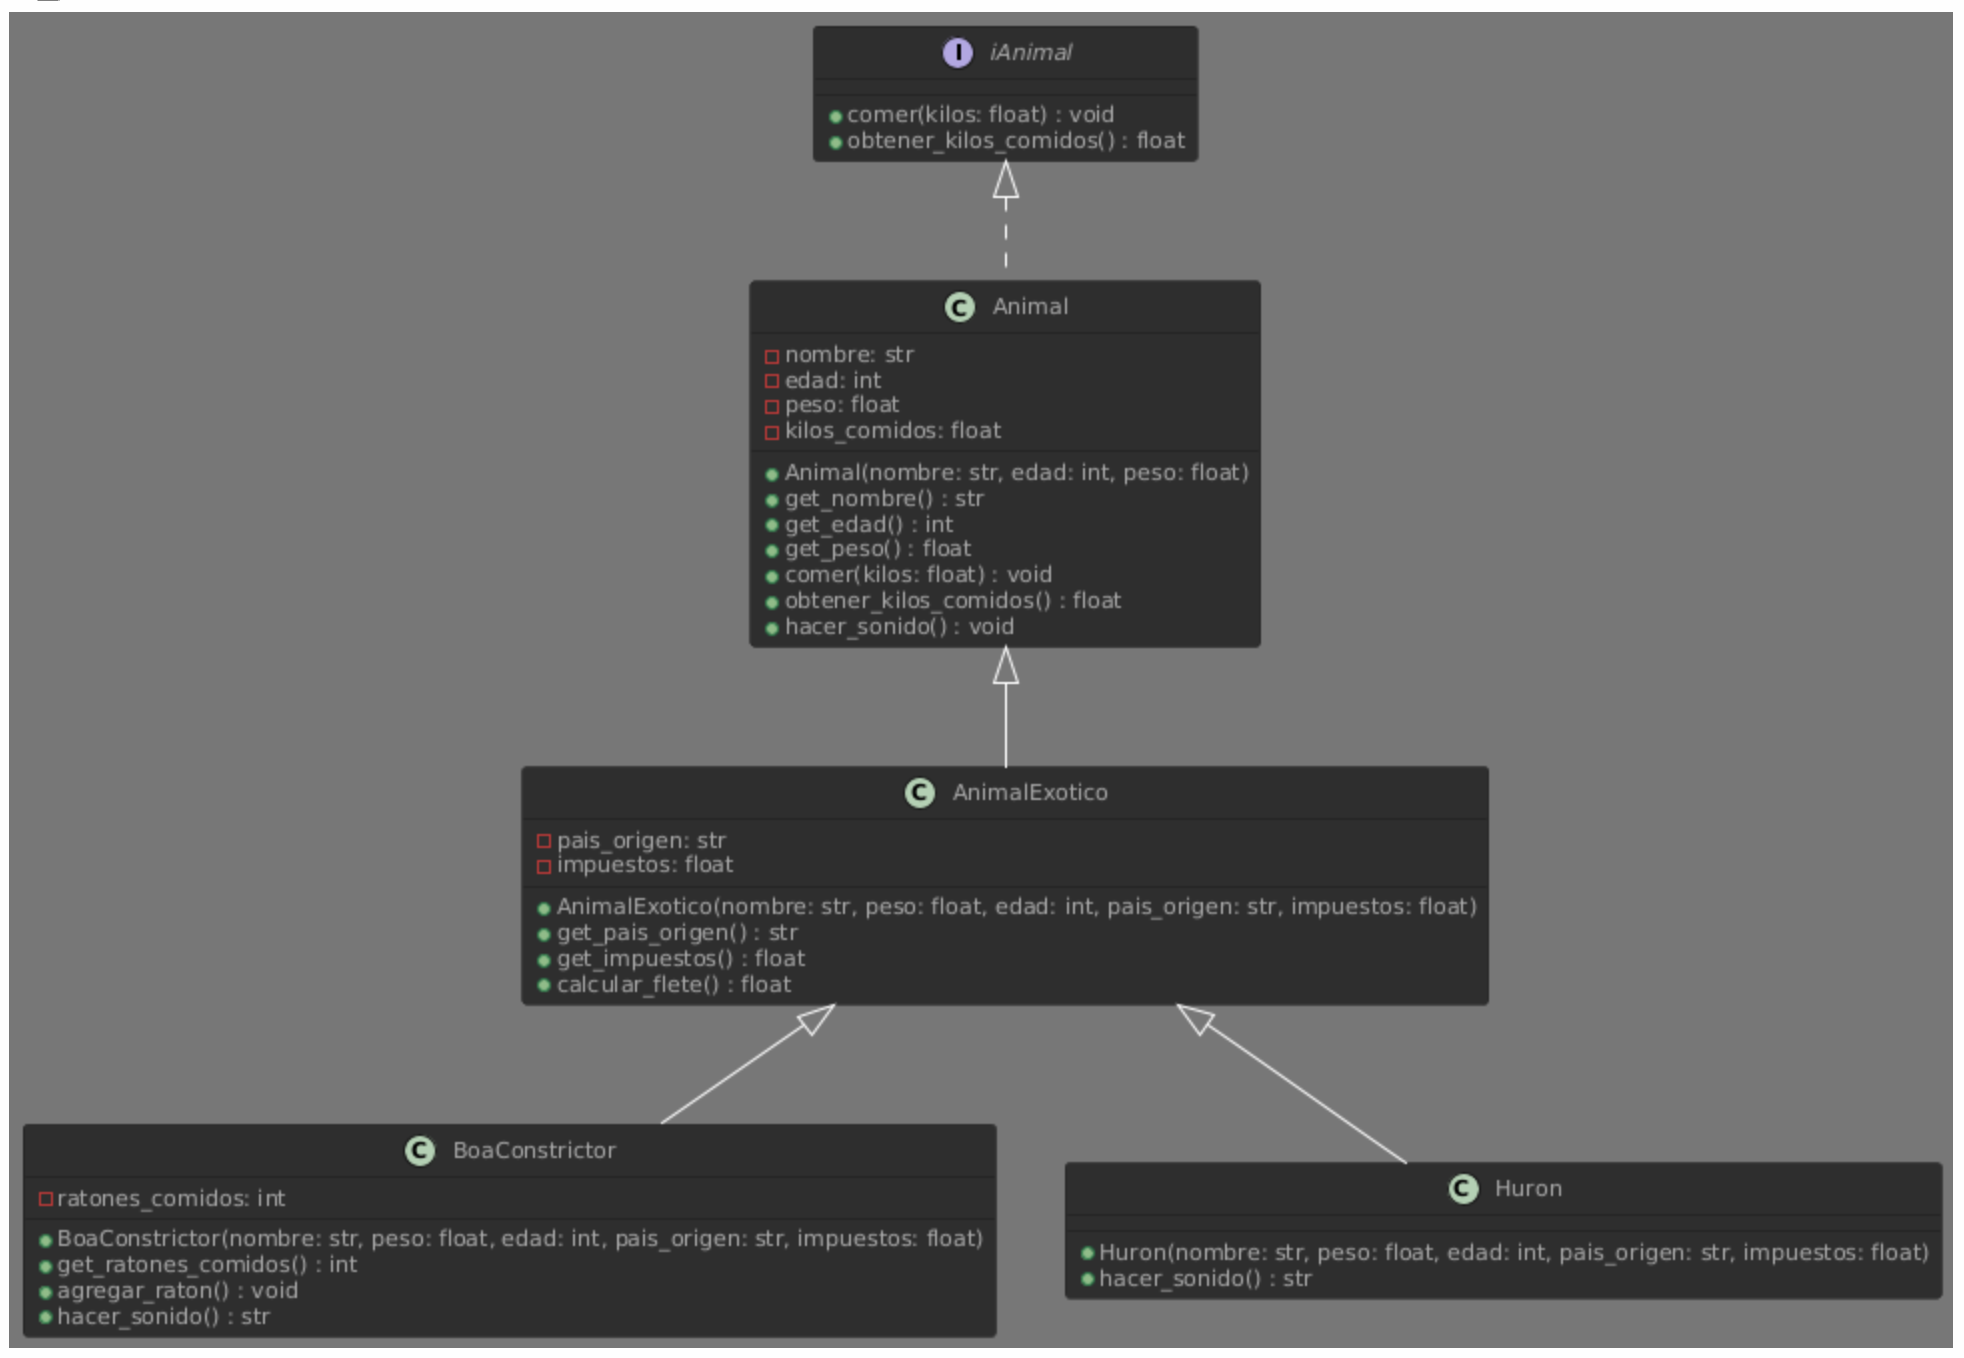 I iAnimal
comer(kilos: float) : void
obtener_kilos_comidos() : float
C Animal
nombre: str
edad: int
peso: float
kilos_comidos: float
Animal(nombre: str, edad: int, peso: float)
get_nombre() : str
get_edad() : int
get_peso() : float
comer(kilos: float) : void
obtener_kilos_comidos() : float
hacer_sonido() : void
C AnimalExotico
pais_origen: str
impuestos: float
AnimalExotico(nombre: str, peso: float, edad: int, pais_origen: str, impuestos: float)
get_pais_origen() : str
get_impuestos() : float
calcular_flete() : float
C BoaConstrictor
ratones_comidos: int
BoaConstrictor(nombre: str, peso: float, edad: int, pais_origen: str, impuestos: float)
get_ratones_comidos() : int
agregar_raton() : void
hacer_sonido() : str
C Huron
Huron(nombre: str, peso: float, edad: int, pais_origen: str, impuestos: float)
hacer_sonido() : str